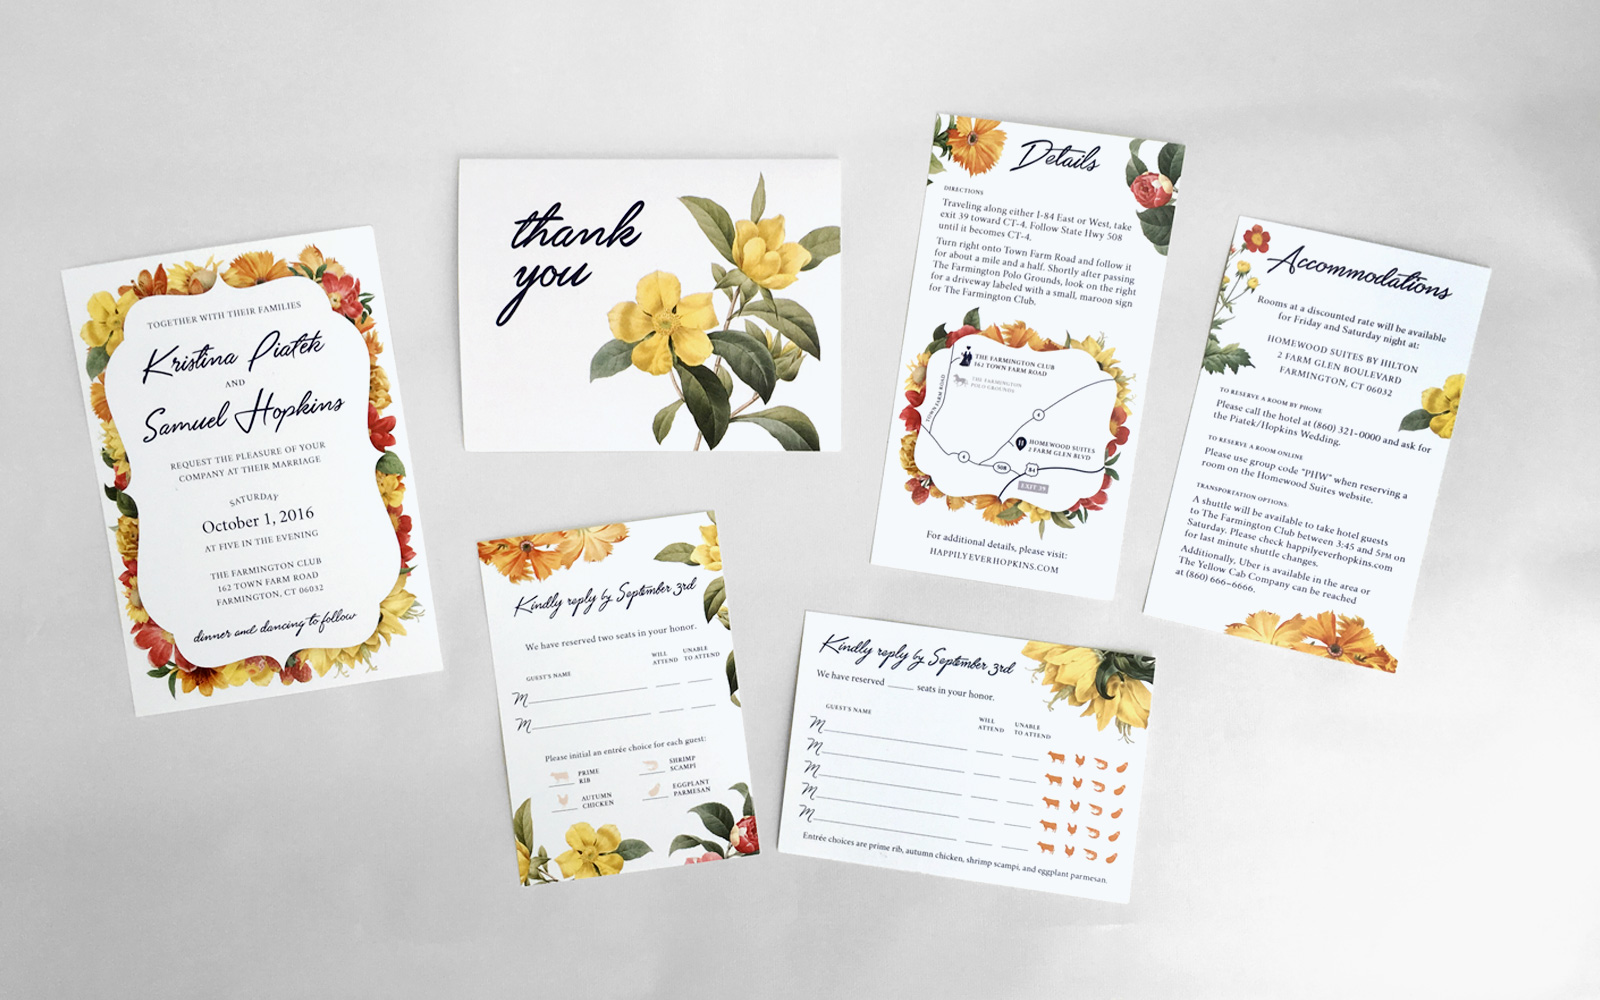 TOGETHER WITH THEIR FAMILIES
Kristina Piatek
AND
Samuel Hopkins
REQUEST THE PLEASURE OF YOUR
COMPANY AT THEIR MARRIAGE
SATURDAY
October 1, 2016
AT FIVE IN THE EVENING
THE FARMINGTON CLUB
162 TOWN FARM ROAD
FARMINGTON, CT 06032
dinner and dancing to follow
thank
you
Kindly reply by September 3rd
We have reserved two seats in your honor.
WILL ATTEND
UNABLE TO ATTEND
GUEST'S NAME
M
M
Please initial an entrée choice for each guest:
PRIME RIB
SHRIMP SCAMPI
AUTUMN CHICKEN
EGGPLANT PARMESAN
Details
DIRECTIONS
Traveling along either I-84 East or West, take
exit 39 toward CT-4. Follow State Hwy 508
until it becomes CT-4.
Turn right onto Town Farm Road and follow it
for about a mile and a half. Shortly after passing
The Farmington Polo Grounds, look on the right
for a driveway labeled with a small, maroon sign
for The Farmington Club.
THE FARMINGTON CLUB
162 TOWN FARM ROAD
THE FARMINGTON
POLO GROUNDS
TOWN FARM ROAD
4
H
HOMEWOOD SUITES
2 FARM GLEN BLVD
4
508
84
EXIT 39
For additional details, please visit:
HAPPILYEVERHOPKINS.COM
Kindly reply by September 3rd
We have reserved ____ seats in your honor.
GUEST'S NAME
WILL ATTEND
UNABLE TO ATTEND
M
M
M
M
M
Entrée choices are prime rib, autumn chicken, shrimp scampi, and eggplant parmesan.
Accommodations
Rooms at a discounted rate will be available
for Friday and Saturday night at:
HOMEWOOD SUITES BY HILTON
2 FARM GLEN BOULEVARD
FARMINGTON, CT 06032
TO RESERVE A ROOM BY PHONE
Please call the hotel at (860) 321-0000 and ask for
the Piatek/Hopkins Wedding.
TO RESERVE A ROOM ONLINE
Please use group code "PHW" when reserving a
room on the Homewood Suites website.
TRANSPORTATION OPTIONS:
A shuttle will be available to take hotel guests
to The Farmington Club between 3:45 and 5PM on
Saturday. Please check happilyeverhopkins.com
for last minute shuttle changes.
Additionally, Uber is available in the area or
The Yellow Cab Company can be reached
at (860) 666-6666.